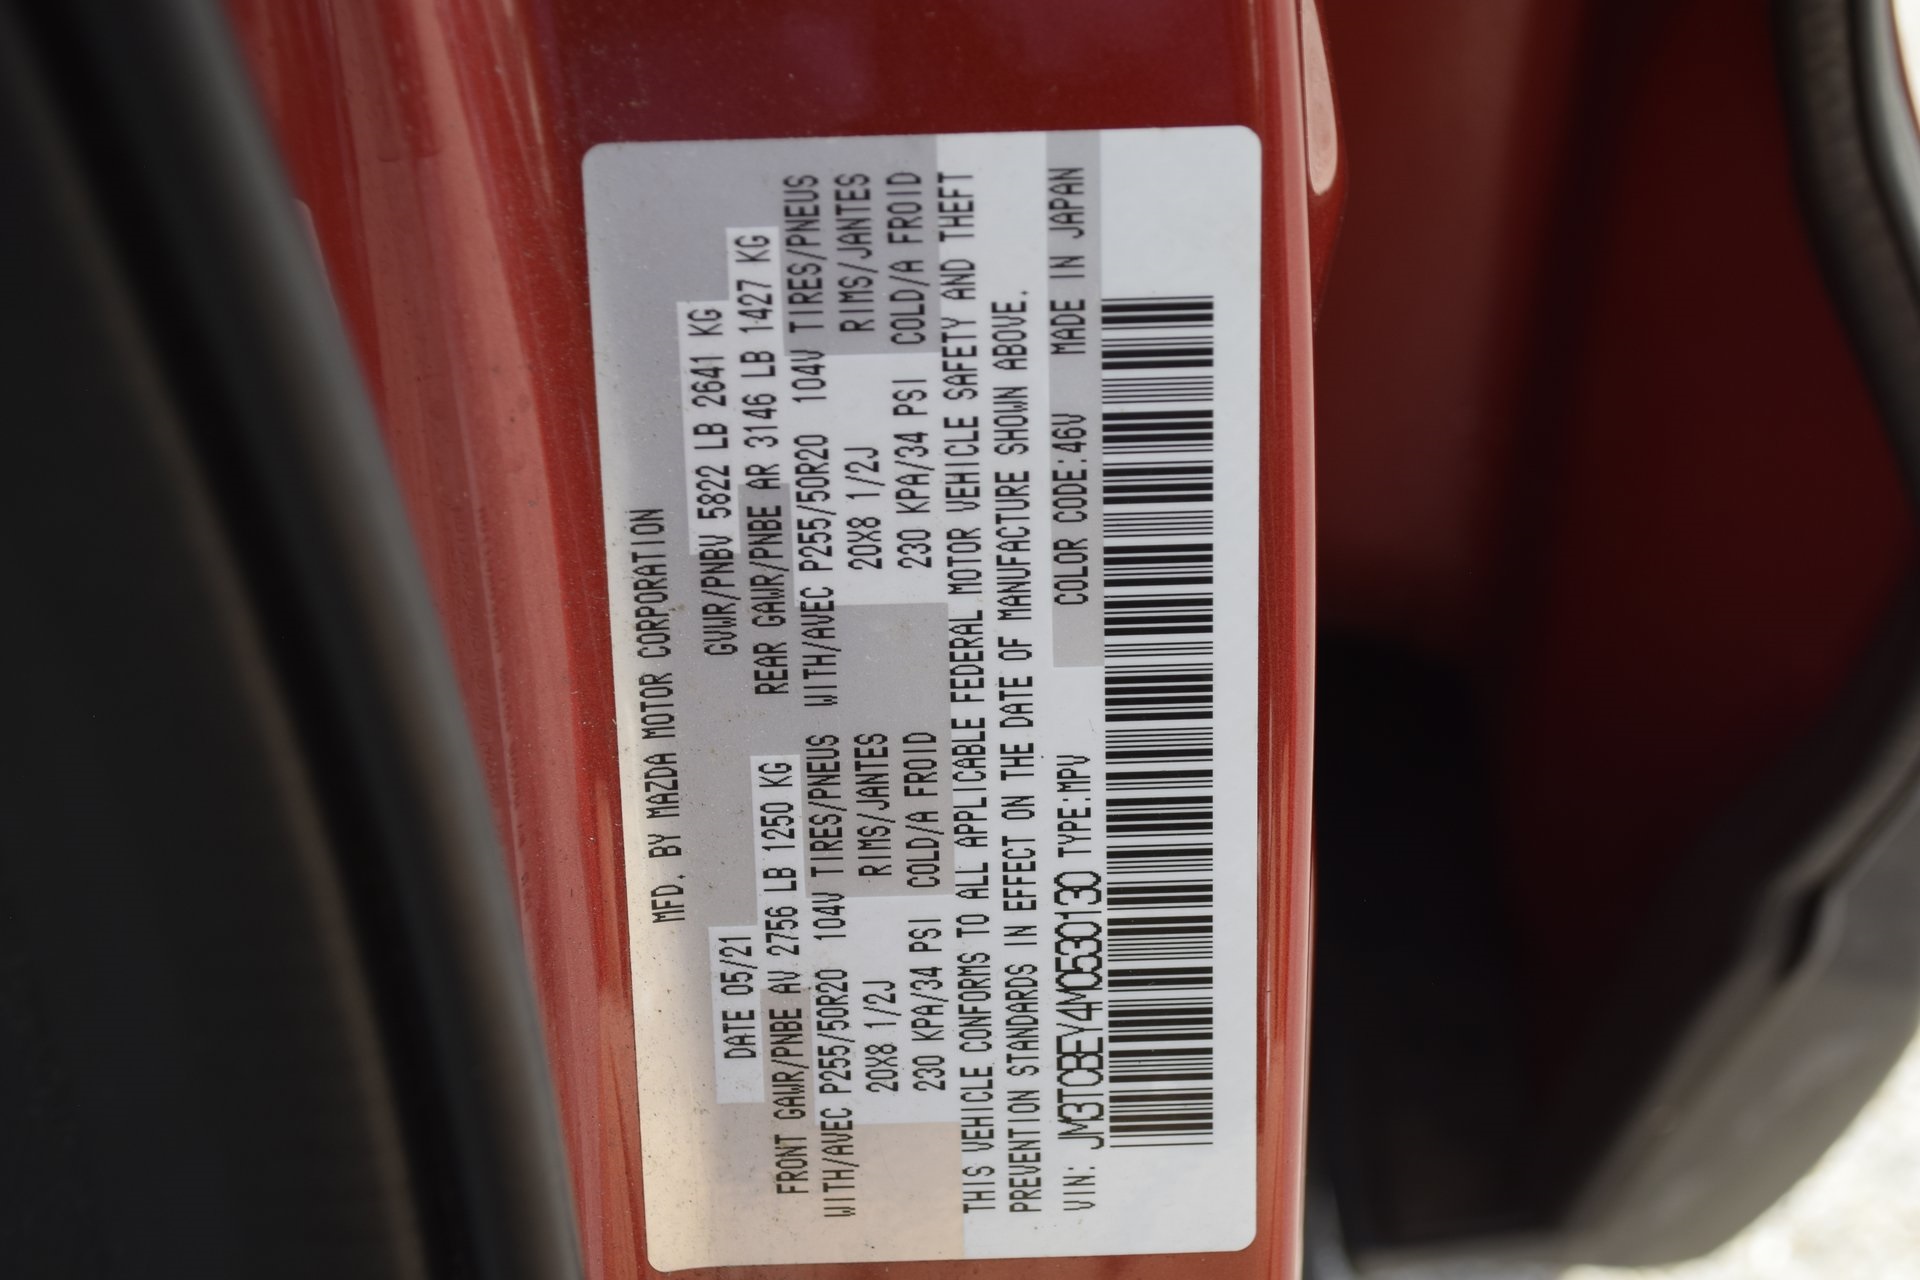 MFD. BY MAZDA MOTOR CORPORATION
DATE 05/21 GVWR/PNBV 5822 LB 2641 KG
FRONT GAWR/PNBE AV 2756 LB 1250 KG REAR GAWR/PNBE AR 3146 LB 1427 KG
WITH/AVEC P255/50R20 104V TIRES/PNEUS WITH/AVEC P255/50R20 104V TIRES/PNEUS
20X8 1/2J RIMS/JANTES 20X8 1/2J RIMS/JANTES
230 KPA/34 PSI COLD/A FROID 230 KPA/34 PSI COLD/A FROID
THIS VEHICLE CONFORMS TO ALL APPLICABLE FEDERAL MOTOR VEHICLE SAFETY AND THEFT
PREVENTION STANDARDS IN EFFECT ON THE DATE OF MANUFACTURE SHOWN ABOVE.
VIN: JM3TCBEY4M0530130 TYPE:MPV COLOR CODE:46V MADE IN JAPAN